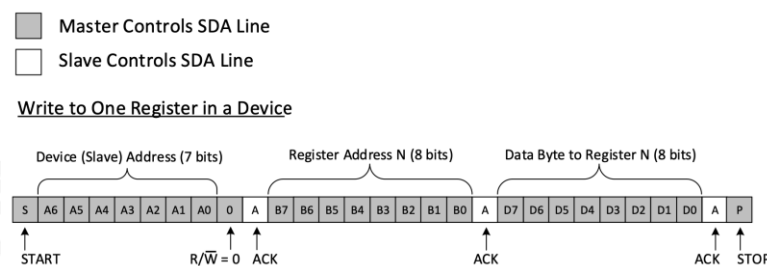 Master Controls SDA Line
Slave Controls SDA Line
Write to One Register in a Device
Device (Slave) Address (7 bits) Register Address N (8 bits) Data Byte to Register N (8 bits)
S A6 A5 A4 A3 A2 A1 A0 0 A B7 B6 B5 B4 B3 B2 B1 B0 A D7 D6 D5 D4 D3 D2 D1 D0 A P
START R/W̅ = 0 ACK ACK ACK STOP